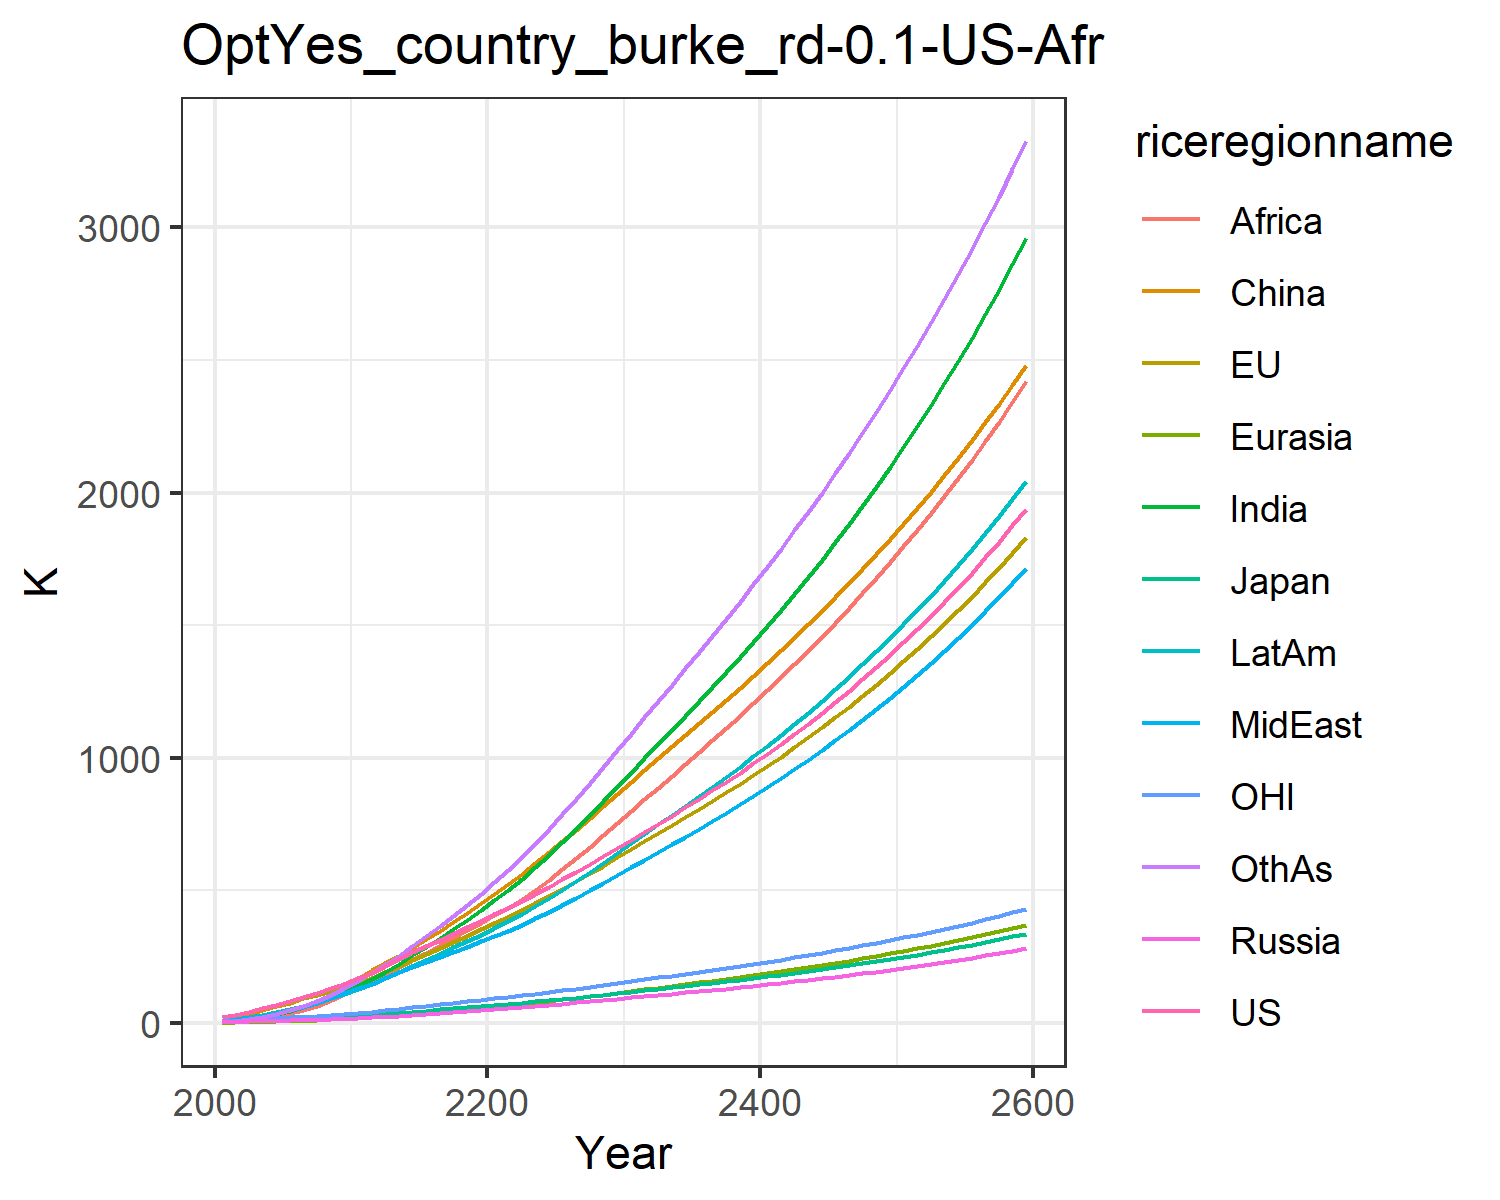 OptYes_country_burke_rd-0.1-US-Afr
K
3000
2000
1000
0
2000 2200 2400 2600
Year
riceregionname
Africa
China
EU
Eurasia
India
Japan
LatAm
MidEast
OHI
OthAs
Russia
US